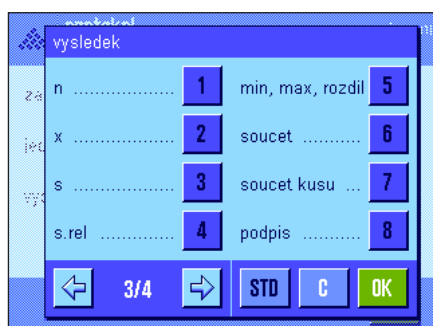 protokol
vysledek
n .................. 1
x .................. 2
s .................. 3
s.rel ............. 4
min, max, rozdil 5
soucet .......... 6
soucet kusu ... 7
podpis ........... 8
3/4
STD
C
OK